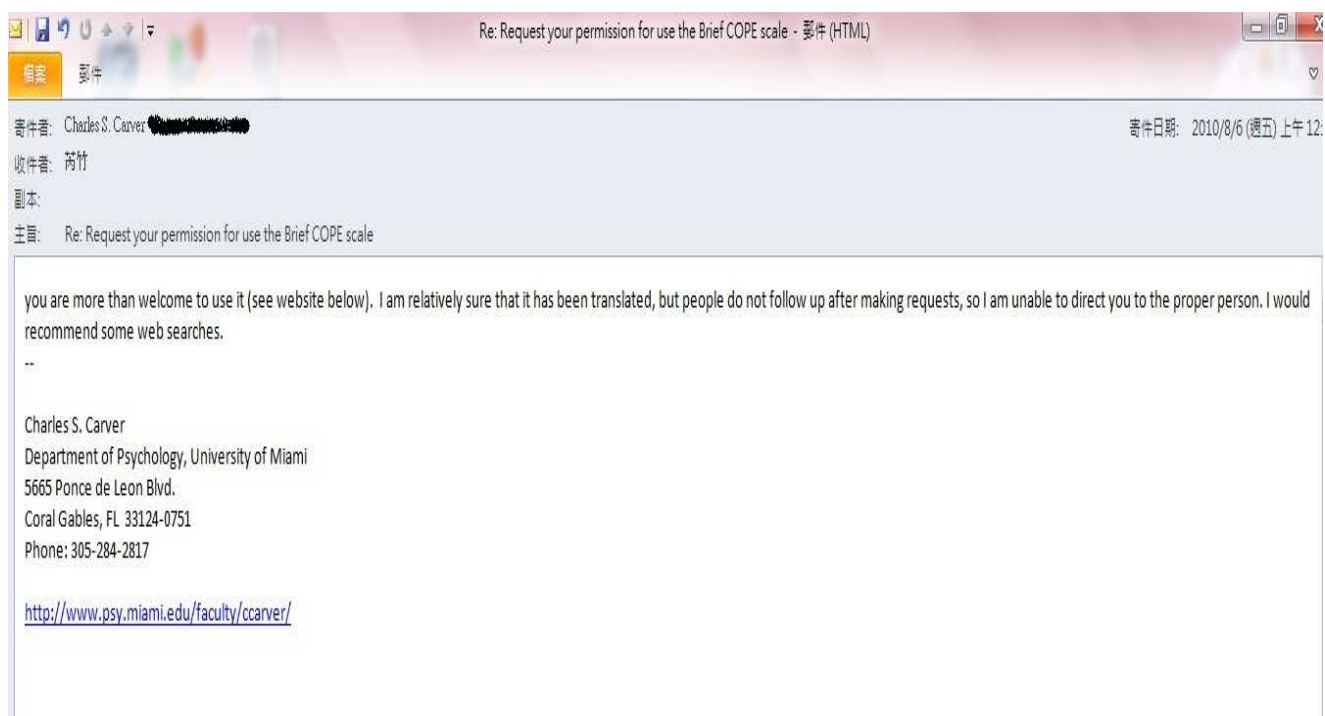 Re: Request your permission for use the Brief COPE scale - 郵件 (HTML)
檔案 郵件
寄件者: Charles S. Carver
寄件日期: 2010/8/6 (週五) 上午 12:
收件者: 芮竹
副本:
主旨: Re: Request your permission for use the Brief COPE scale
you are more than welcome to use it (see website below). I am relatively sure that it has been translated, but people do not follow up after making requests, so I am unable to direct you to the proper person. I would
recommend some web searches.
--
Charles S. Carver
Department of Psychology, University of Miami
5665 Ponce de Leon Blvd.
Coral Gables, FL 33124-0751
Phone: 305-284-2817
http://www.psy.miami.edu/faculty/ccarver/